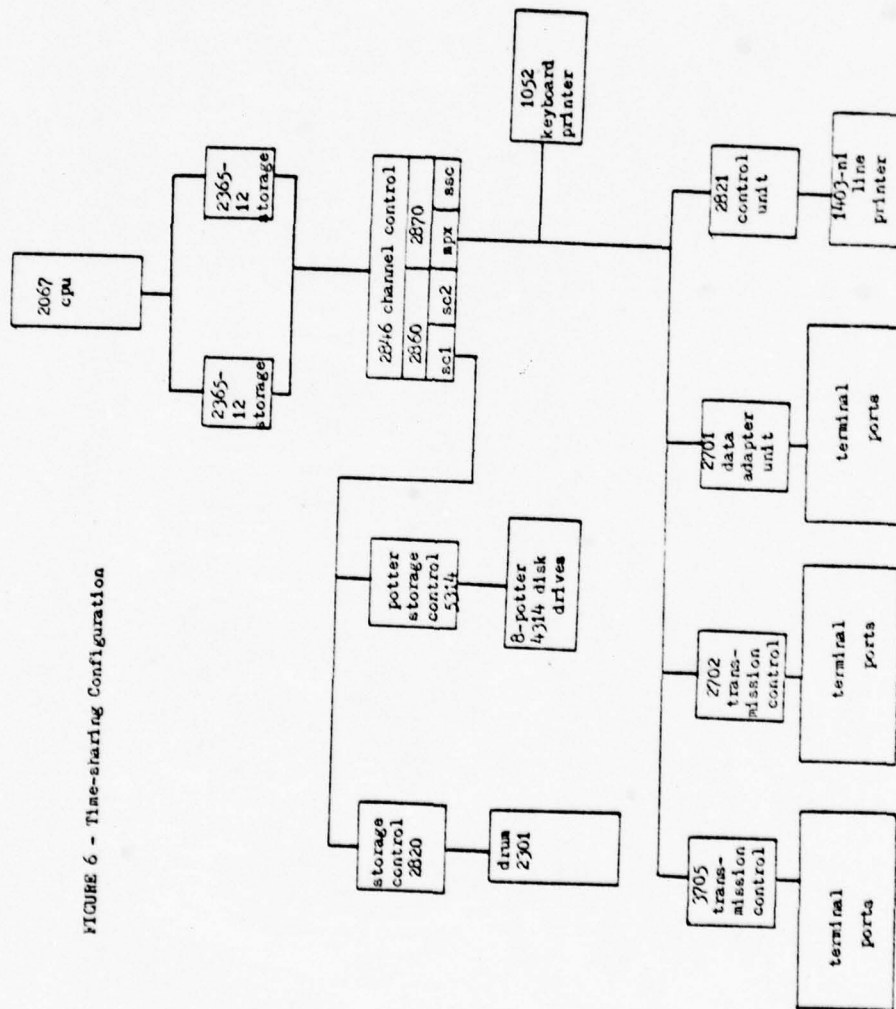 FIGURE 6 - Time-sharing Configuration
2067
cpu
2365-
12
storage
2365-
12
storage
2846 channel control
2860
2870
sc1
sc2
mpx
ssc
1052
keyboard
printer
potter
storage
control
5314
8-potter
4314 disk
drives
storage
control
2820
drum
2301
3705
trans-
mission
control
terminal
ports
2702
trans-
mission
control
terminal
ports
2701
data
adapter
unit
terminal
ports
2821
control
unit
1403-n1
line
printer